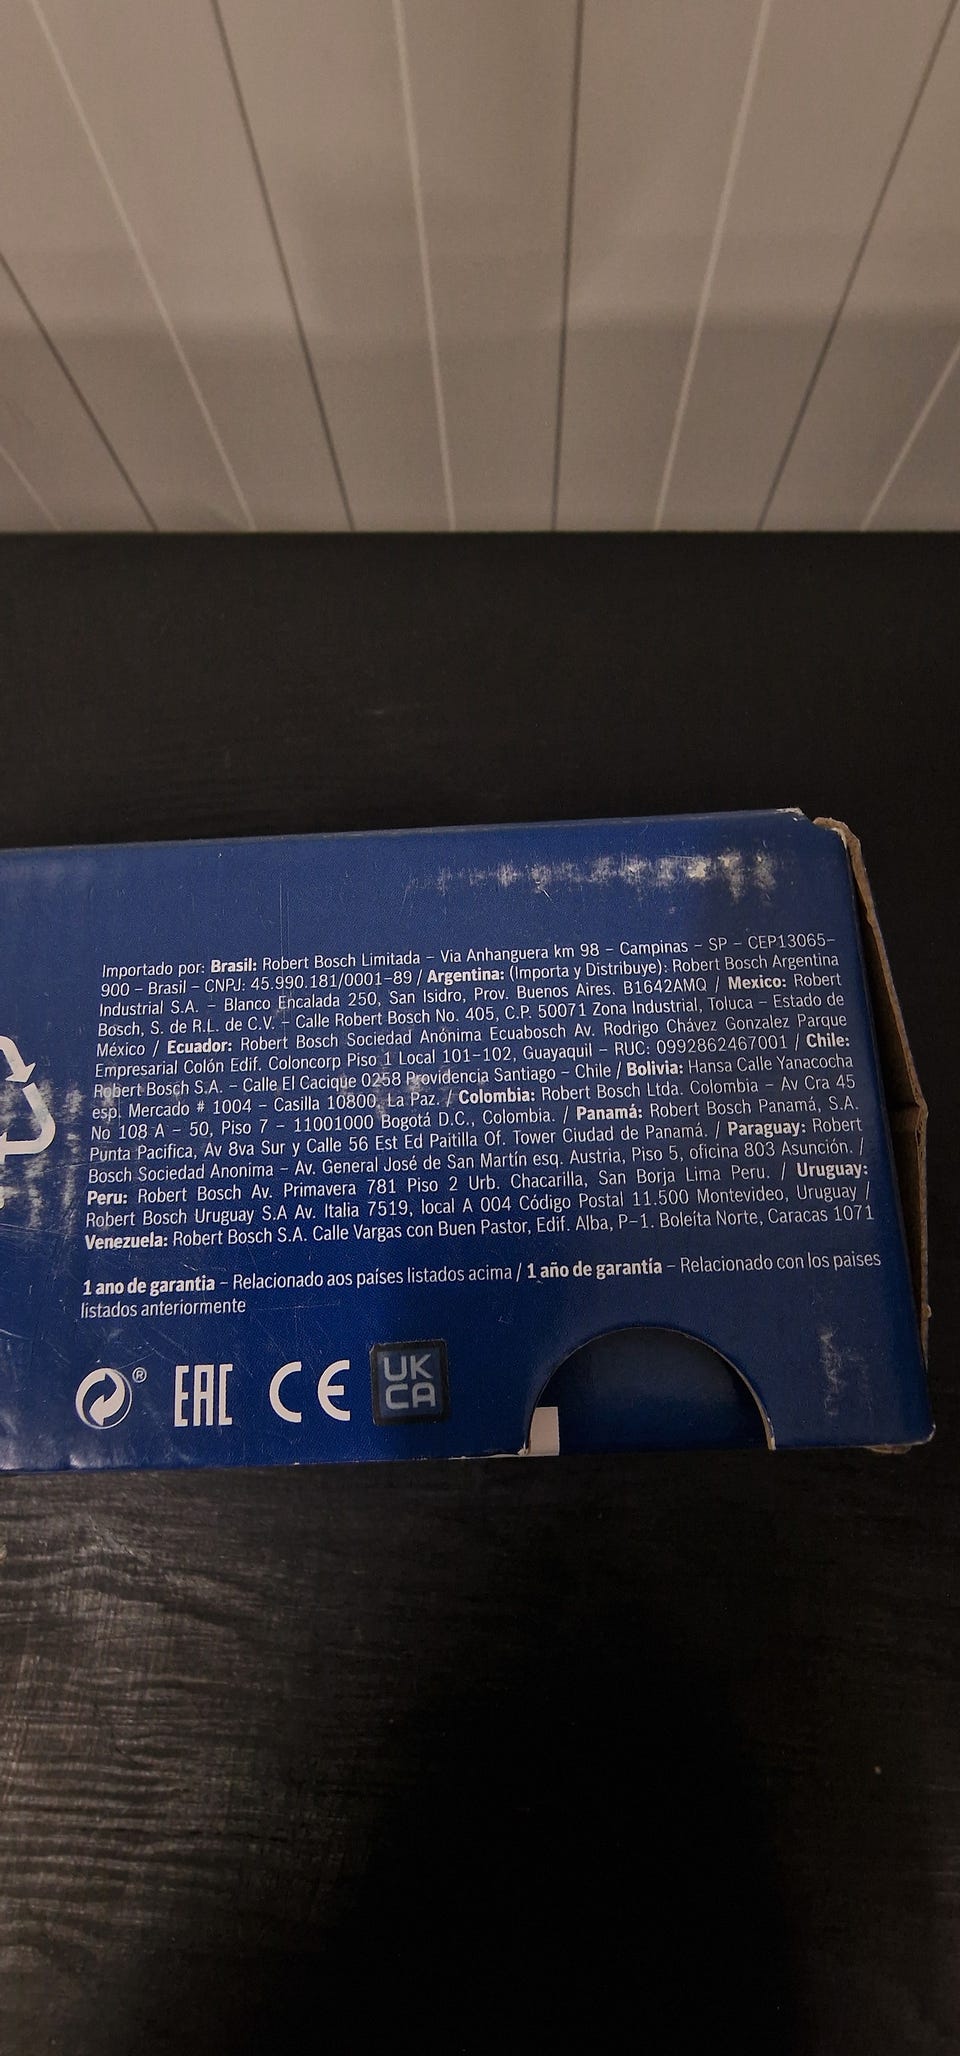 Importado por: Brasil: Robert Bosch Limitada – Via Anhanguera km 98 – Campinas – SP – CEP13065–
900 – Brasil – CNPJ: 45.990.181/0001–89 / Argentina: (Importa y Distribuye): Robert Bosch Argentina
Industrial S.A. – Blanco Encalada 250, San Isidro, Prov. Buenos Aires. B1642AMQ / Mexico: Robert
Bosch, S. de R.L. de C.V. – Calle Robert Bosch No. 405, C.P. 50071 Zona Industrial, Toluca – Estado de
México / Ecuador: Robert Bosch Sociedad Anónima Ecuabosch Av. Rodrigo Chávez Gonzalez Parque
Empresarial Colón Edif. Coloncorp Piso 1 Local 101–102, Guayaquil – RUC: 0992862467001 / Chile:
Robert Bosch S.A. – Calle El Cacique 0258 Providencia Santiago – Chile / Bolivia: Hansa Calle Yanacocha
esp. Mercado # 1004 – Casilla 10800, La Paz. / Colombia: Robert Bosch Ltda. Colombia – Av Cra 45
No 108 A – 50, Piso 7 – 11001000 Bogotá D.C., Colombia. / Panamá: Robert Bosch Panamá, S.A.
Punta Pacifica, Av 8va Sur y Calle 56 Est Ed Paitilla Of. Tower Ciudad de Panamá. / Paraguay: Robert
Bosch Sociedad Anonima – Av. General José de San Martín esq. Austria, Piso 5, oficina 803 Asunción. /
Peru: Robert Bosch Av. Primavera 781 Piso 2 Urb. Chacarilla, San Borja Lima Peru. / Uruguay:
Robert Bosch Uruguay S.A Av. Italia 7519, local A 004 Código Postal 11.500 Montevideo, Uruguay /
Venezuela: Robert Bosch S.A. Calle Vargas con Buen Pastor, Edif. Alba, P–1. Boleíta Norte, Caracas 1071
1 ano de garantia – Relacionado aos países listados acima / 1 año de garantía – Relacionado con los paises
listados anteriormente
® EAC CE UK
CA